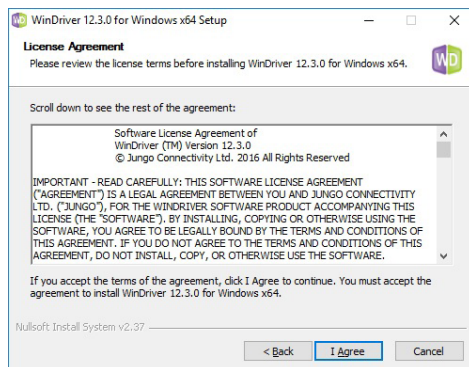 WinDriver 12.3.0 for Windows x64 Setup
License Agreement
Please review the license terms before installing WinDriver 12.3.0 for Windows x64.
WD
Scroll down to see the rest of the agreement:
Software License Agreement of
WinDriver (TM) Version 12.3.0
© Jungo Connectivity Ltd. 2016 All Rights Reserved
IMPORTANT - READ CAREFULLY: THIS SOFTWARE LICENSE AGREEMENT
("AGREEMENT") IS A LEGAL AGREEMENT BETWEEN YOU AND JUNGO CONNECTIVITY
LTD. ("JUNGO"), FOR THE WINDRIVER SOFTWARE PRODUCT ACCOMPANYING THIS
LICENSE (THE "SOFTWARE"). BY INSTALLING, COPYING OR OTHERWISE USING THE
SOFTWARE, YOU AGREE TO BE LEGALLY BOUND BY THE TERMS AND CONDITIONS OF
THIS AGREEMENT. IF YOU DO NOT AGREE TO THE TERMS AND CONDITIONS OF THIS
AGREEMENT, DO NOT INSTALL, COPY, OR OTHERWISE USE THE SOFTWARE.
If you accept the terms of the agreement, click I Agree to continue. You must accept the
agreement to install WinDriver 12.3.0 for Windows x64.
Nullsoft Install System v2.37
< Back
I Agree
Cancel